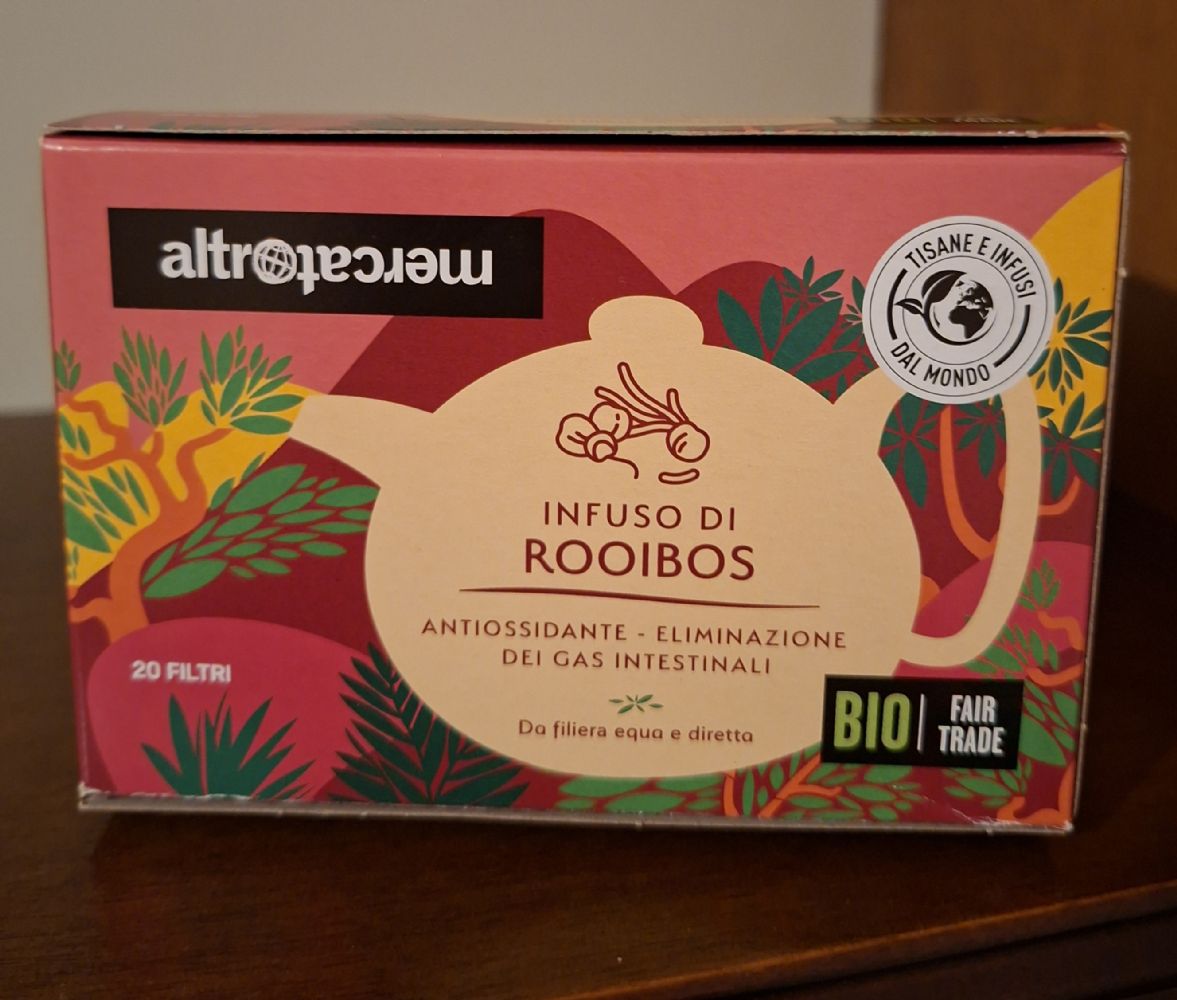 altromercato
TISANE E INFUSI
DAL MONDO
INFUSO DI
ROOIBOS
ANTIOSSIDANTE - ELIMINAZIONE
DEI GAS INTESTINALI
20 FILTRI
Da filiera equa e diretta
BIO | FAIR
TRADE